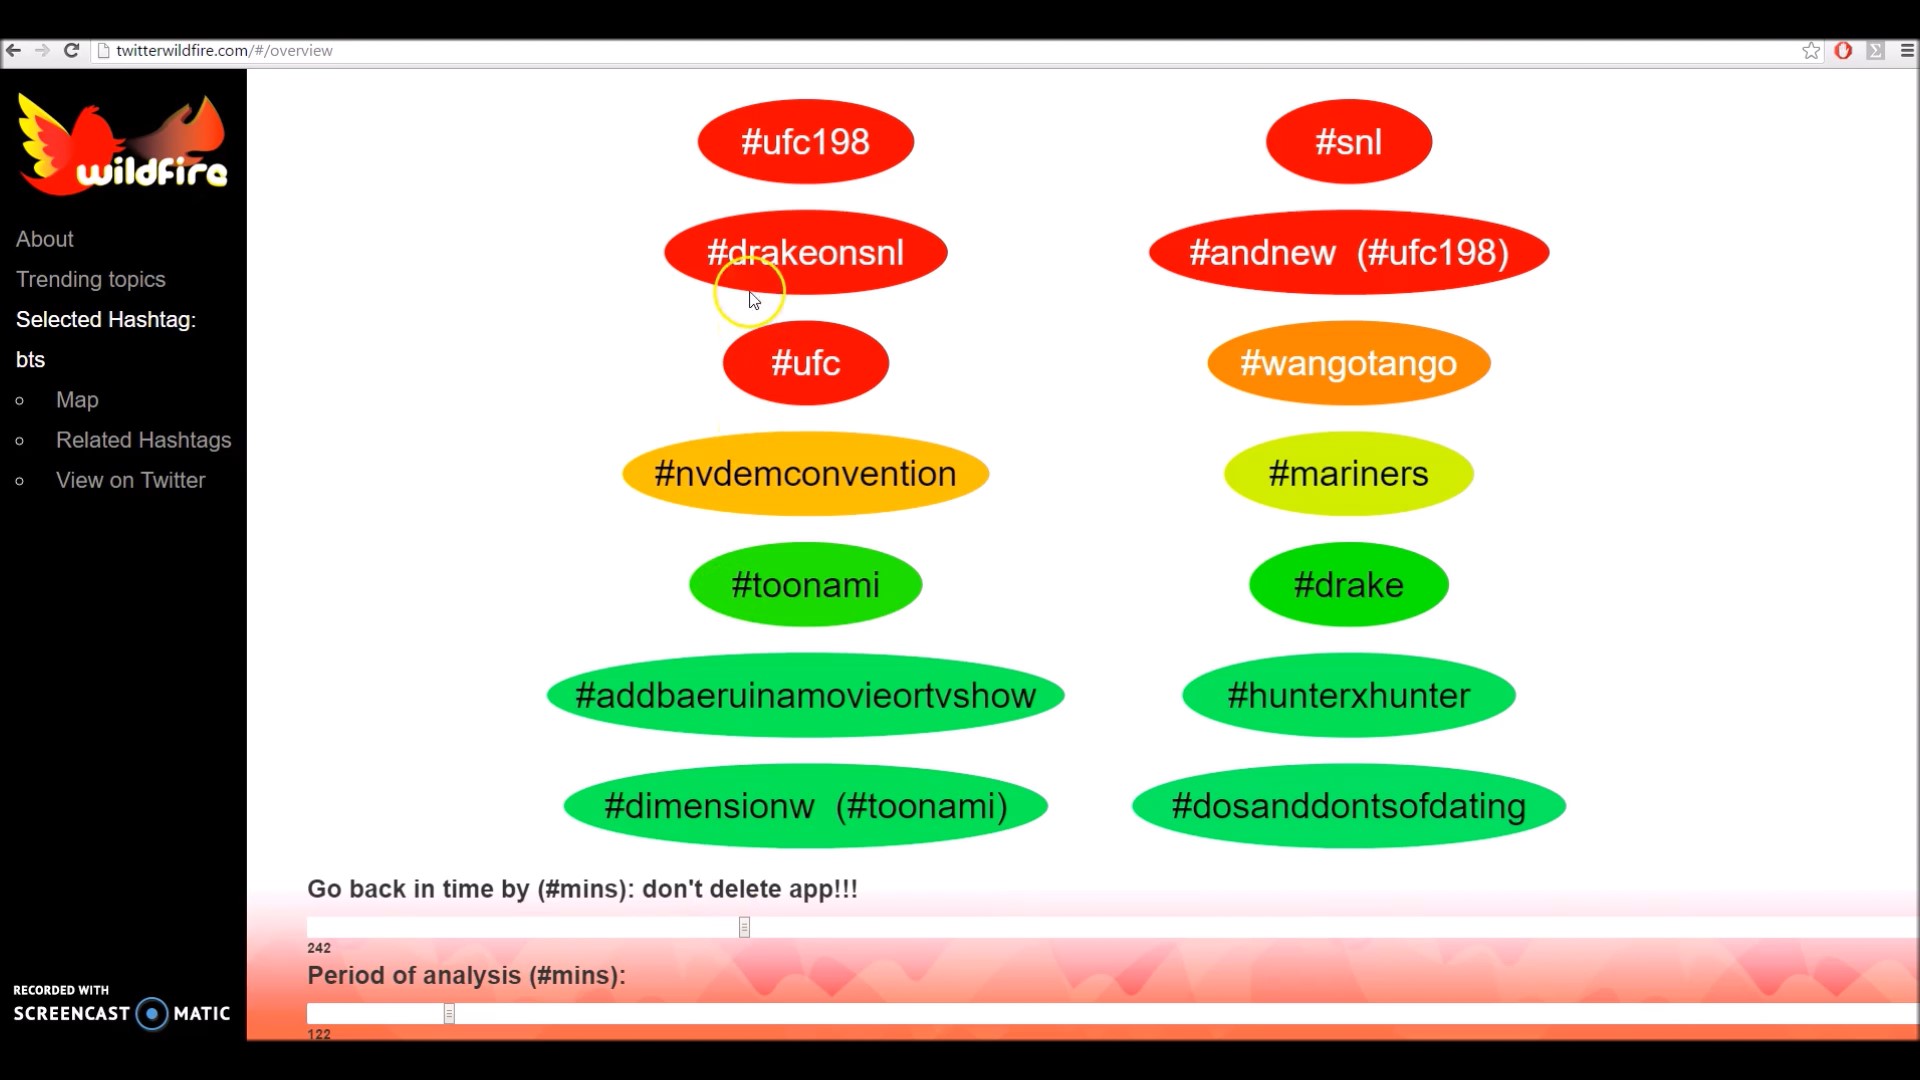 twitterwildfire.com/#/overview
wildfire
About
Trending topics
Selected Hashtag:
bts
Map
Related Hashtags
View on Twitter
RECORDED WITH
SCREENCAST MATIC
#ufc198
#snl
#drakeonsnl
#andnew (#ufc198)
#ufc
#wangotango
#nvdemconvention
#mariners
#toonami
#drake
#addbaeruinamovieortvshow
#hunterxhunter
#dimensionw (#toonami)
#dosanddontsofdating
Go back in time by (#mins): don't delete app!!!
242
Period of analysis (#mins):
122